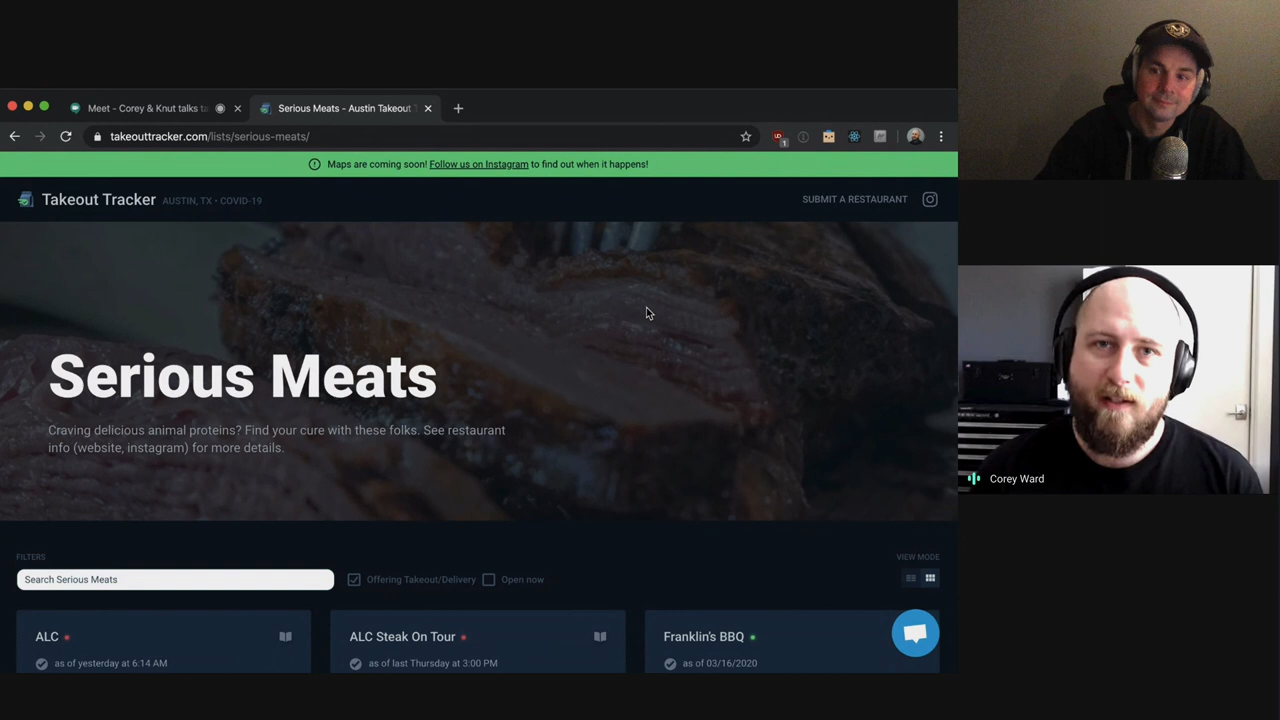 Meet - Corey & Knut talks ta
Serious Meats - Austin Takeout T
takeouttracker.com/lists/serious-meats/
Maps are coming soon! Follow us on Instagram to find out when it happens!
Takeout Tracker AUSTIN, TX • COVID-19
SUBMIT A RESTAURANT
Serious Meats
Craving delicious animal proteins? Find your cure with these folks. See restaurant
info (website, instagram) for more details.
Corey Ward
FILTERS
VIEW MODE
Search Serious Meats
Offering Takeout/Delivery
Open now
ALC
ALC Steak On Tour
Franklin's BBQ
as of yesterday at 6:14 AM
as of last Thursday at 3:00 PM
as of 03/16/2020